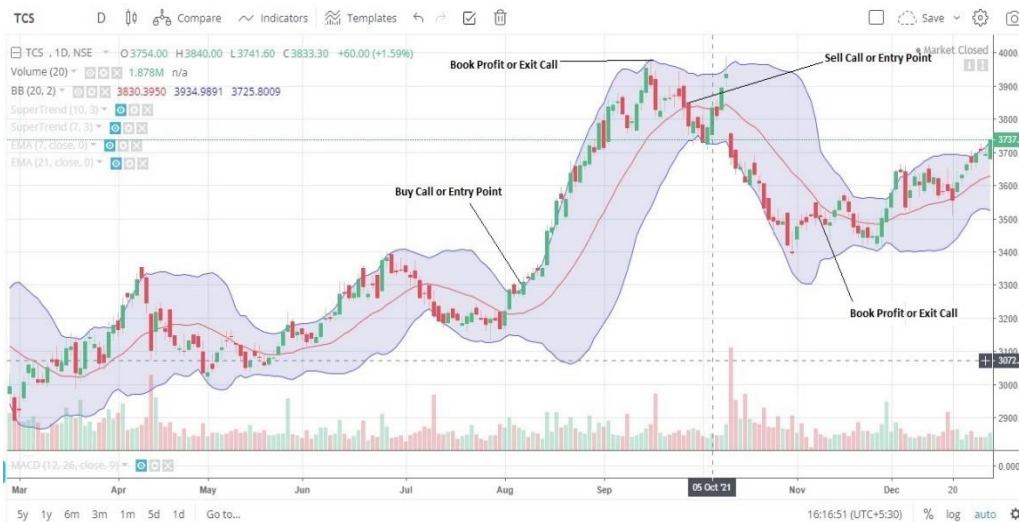 TCS D Compare Indicators Templates Save
TCS , 1D, NSE O3754.00 H3840.00 L3741.60 C3833.30 +60.00 (+1.59%)
Market Closed
Volume (20) 1.878M n/a
BB (20, 2) 3830.3950 3934.9891 3725.8009
SuperTrend (10, 3)
SuperTrend (7, 3)
EMA (7, close, 0)
EMA (21, close, 0)
Book Profit or Exit Call
Sell Call or Entry Point
Buy Call or Entry Point
Book Profit or Exit Call
4000
3900
3800
3737.
3700
3600
3500
3400
3300
3200
3100
3072.
3000
2900
MACD (12, 26, close, 9)
0.000
Mar Apr May Jun Jul Aug Sep 05 Oct '21 Nov Dec 20
5y 1y 6m 3m 1m 5d 1d Go to... 16:16:51 (UTC+5:30) % log auto